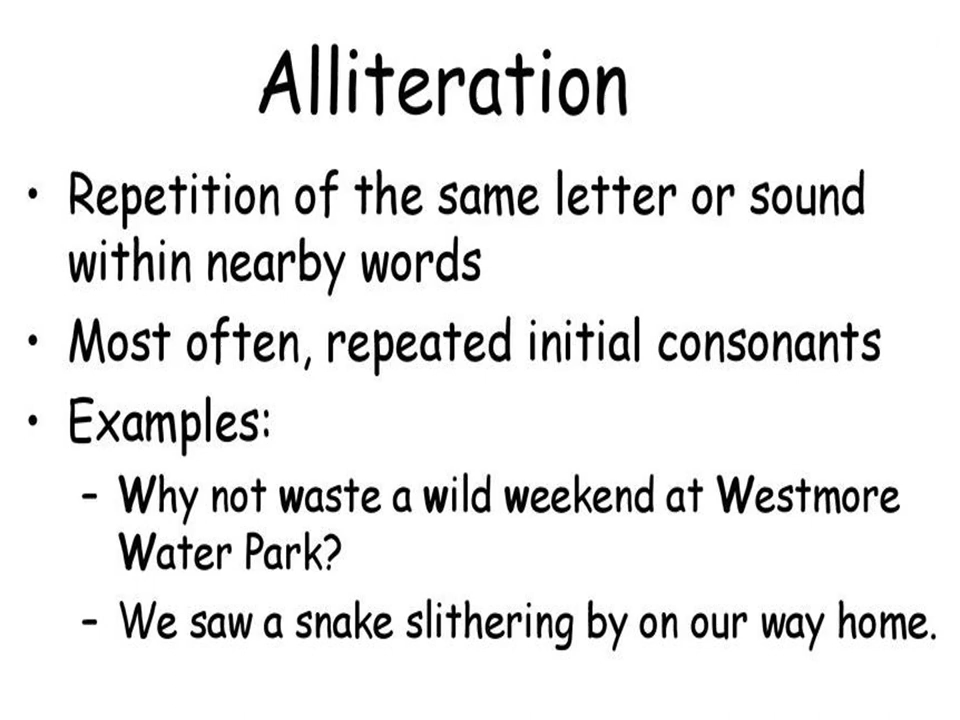 Alliteration
• Repetition of the same letter or sound
within nearby words
• Most often, repeated initial consonants
• Examples:
– Why not waste a wild weekend at Westmore
Water Park?
– We saw a snake slithering by on our way home.